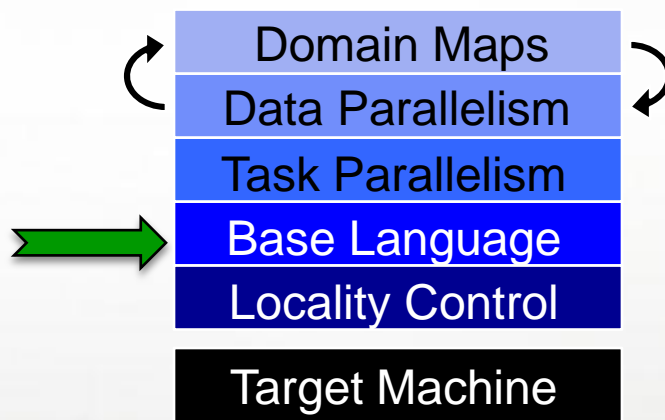 Domain Maps
Data Parallelism
Task Parallelism
Base Language
Locality Control
Target Machine